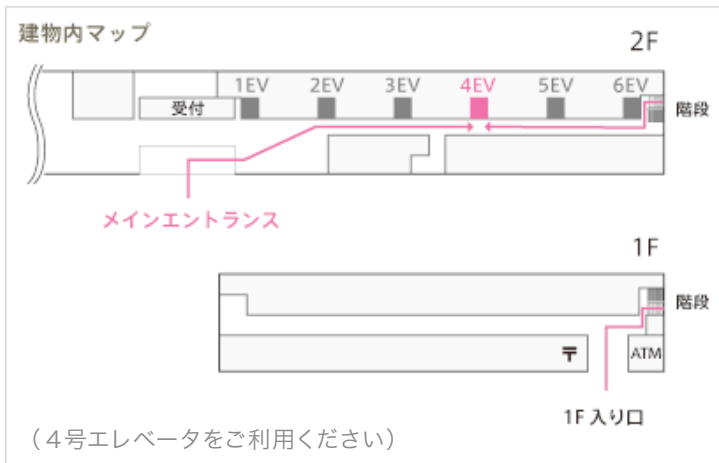 建物内マップ
2F
1EV 2EV 3EV 4EV 5EV 6EV
受付
階段
メインエントランス
1F
階段
〒
ATM
1F 入り口
（４号エレベータをご利用ください）